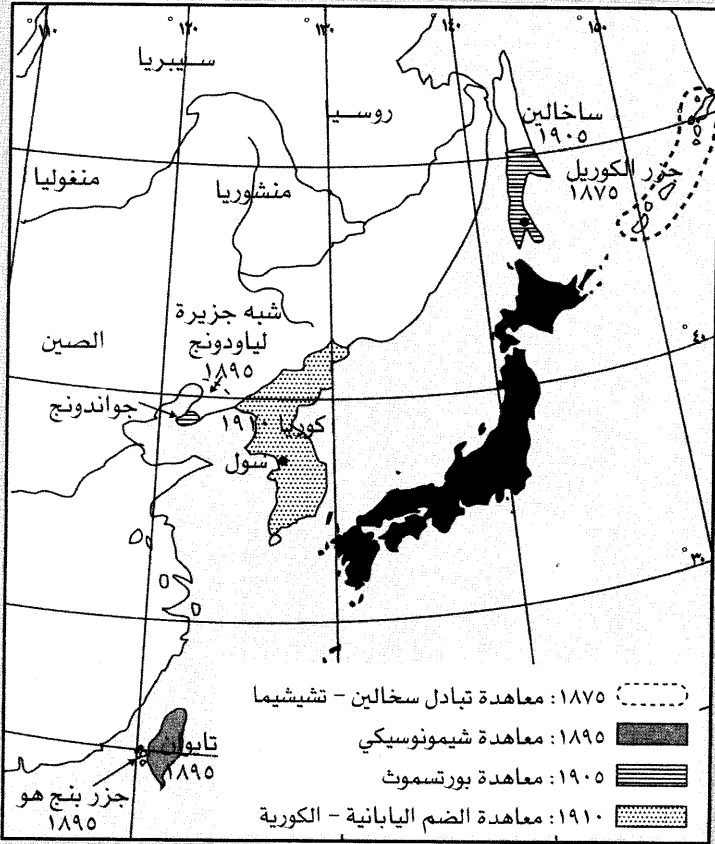 ١١٠°
١٢٠°
١٣٠°
١٤٠°
١٥٠°
سيبريا
روسيا
ساخالين
١٩٠٥
جزر الكوريل
١٨٧٥
منغوليا
منشوريا
شبه جزيرة
لياودونج
١٨٩٥
الصين
٤٠°
جواندونج
كوريا ١٩١٠
سول
٣٠°
تايوان
١٨٩٥
جزر بنج هو
١٨٩٥
١٨٧٥: معاهدة تبادل سخالين – تشيشيما
١٨٩٥: معاهدة شيمونوسيكي
١٩٠٥: معاهدة بورتسموث
١٩١٠: معاهدة الضم اليابانية – الكورية